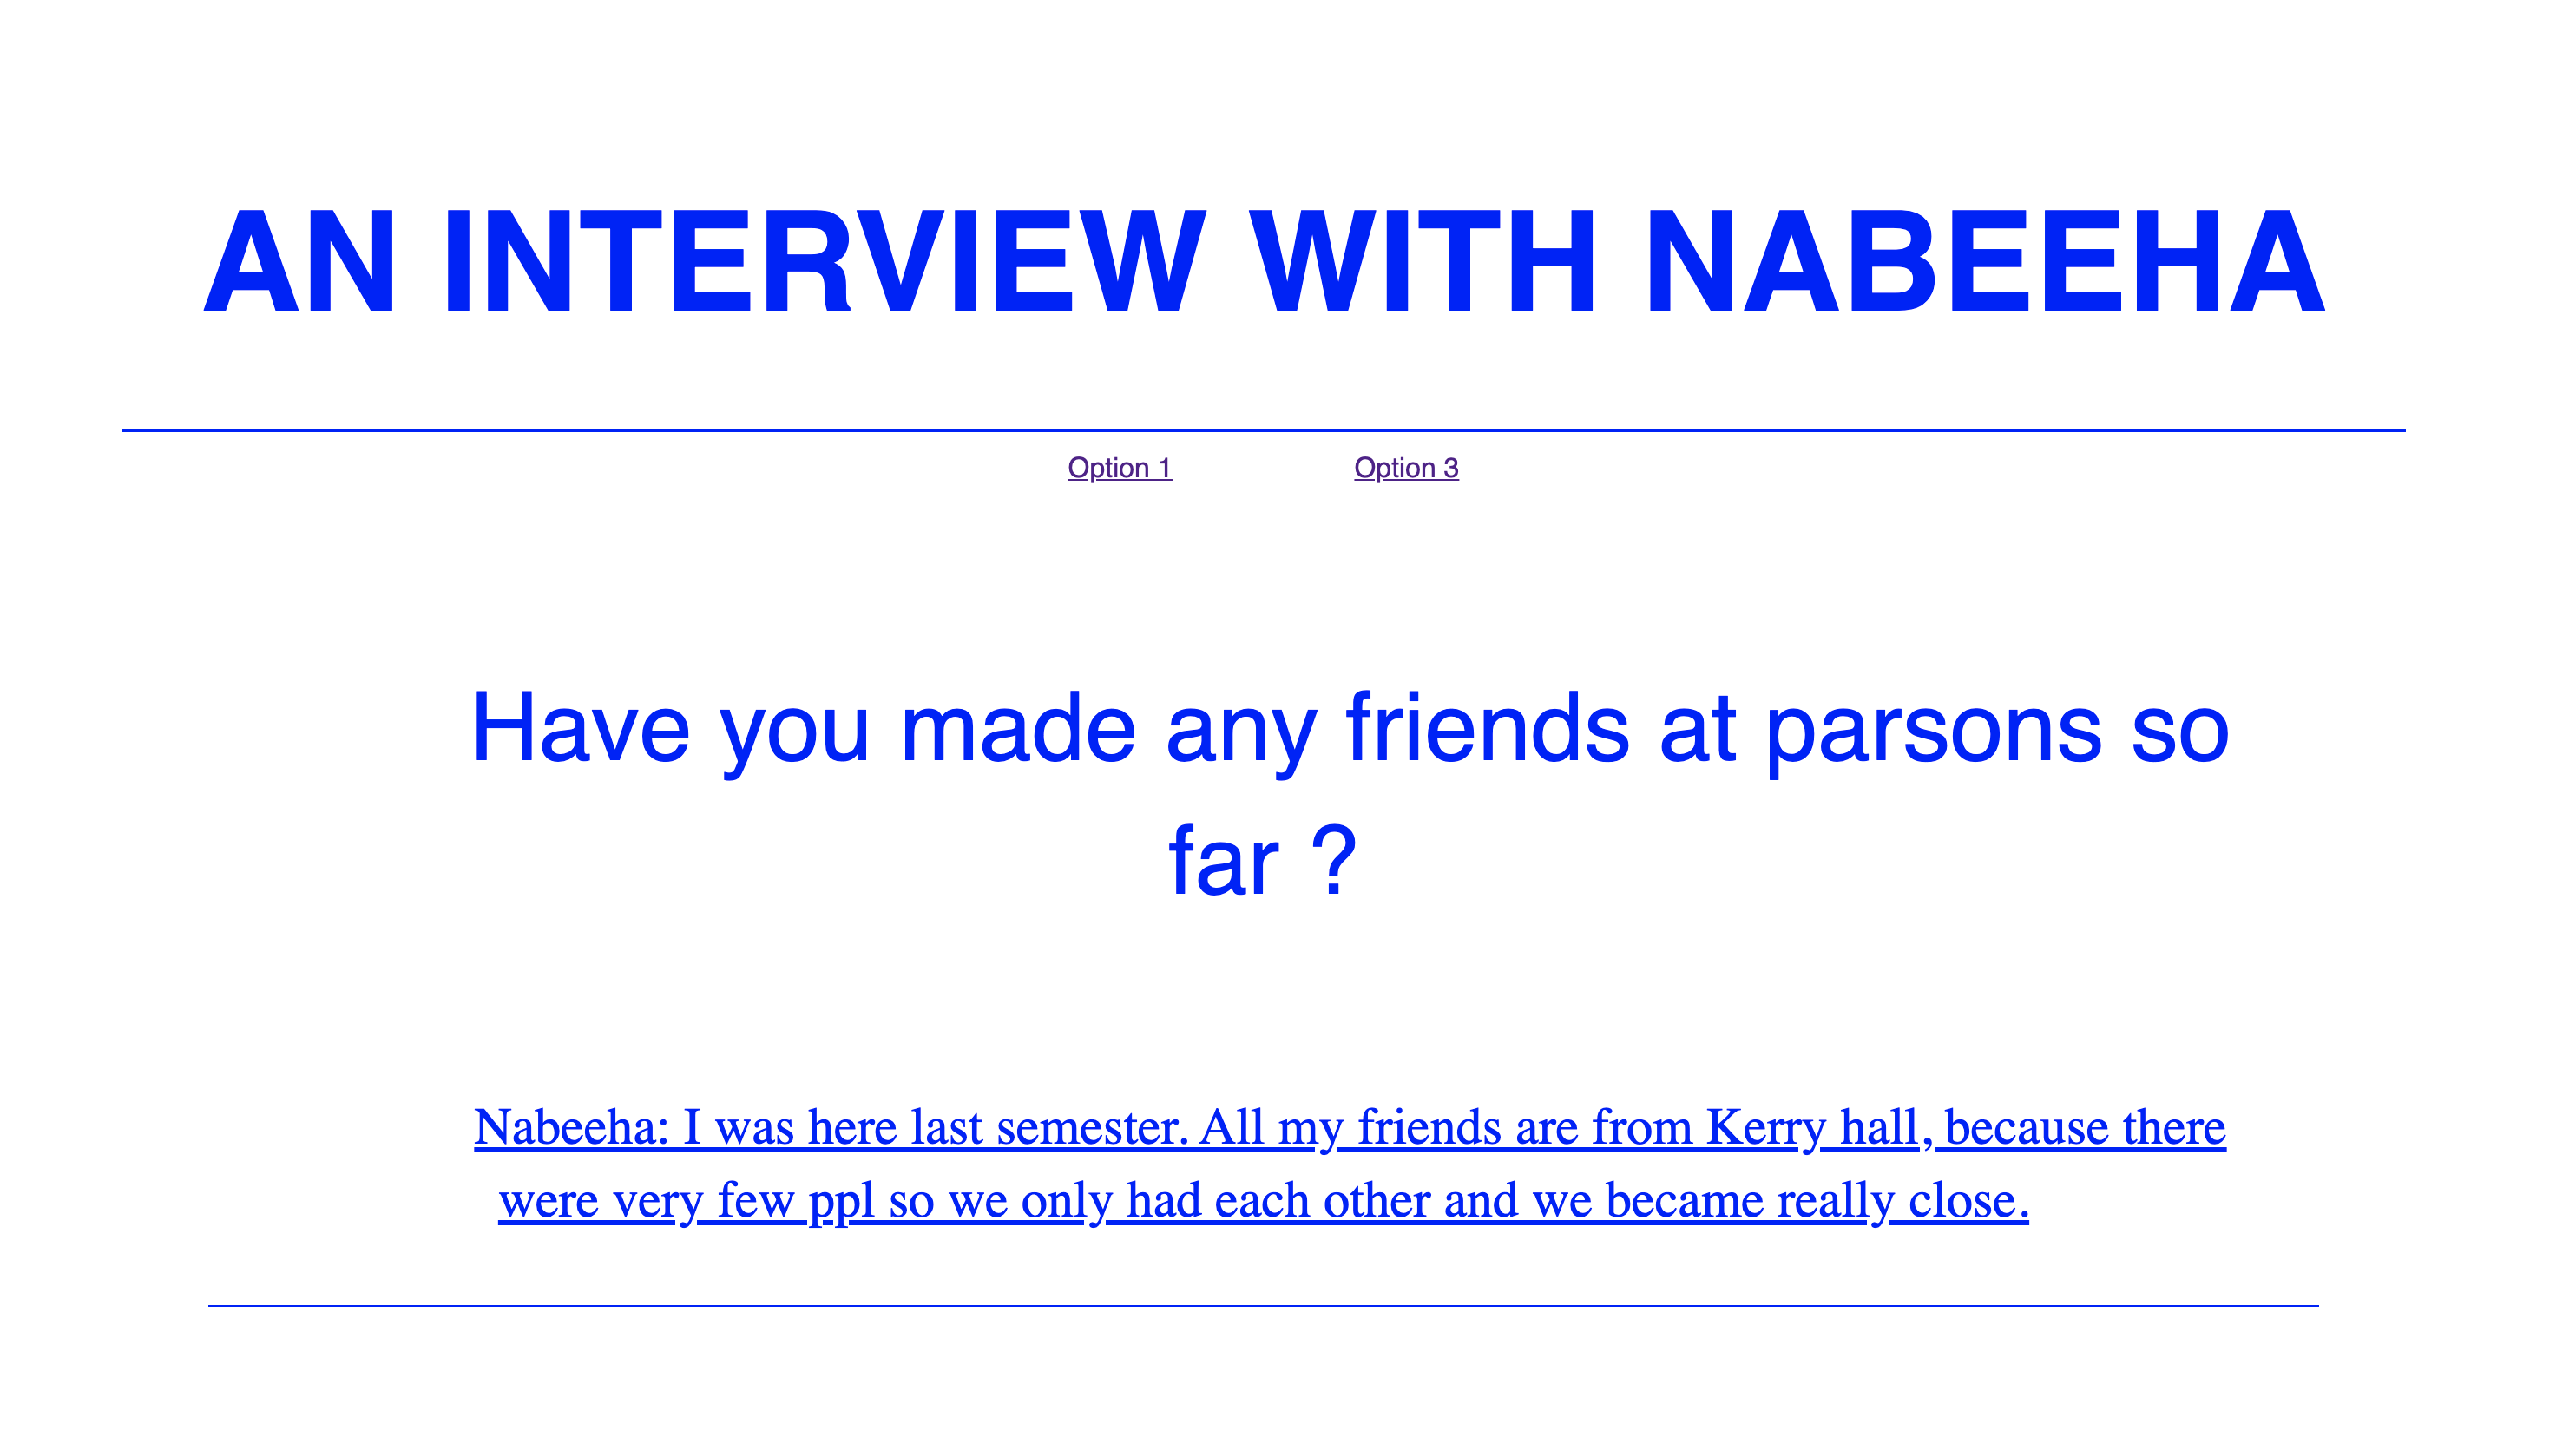 AN INTERVIEW WITH NABEEHA
Option 1 Option 3
Have you made any friends at parsons so
far ?
Nabeeha: I was here last semester. All my friends are from Kerry hall, because there
were very few ppl so we only had each other and we became really close.